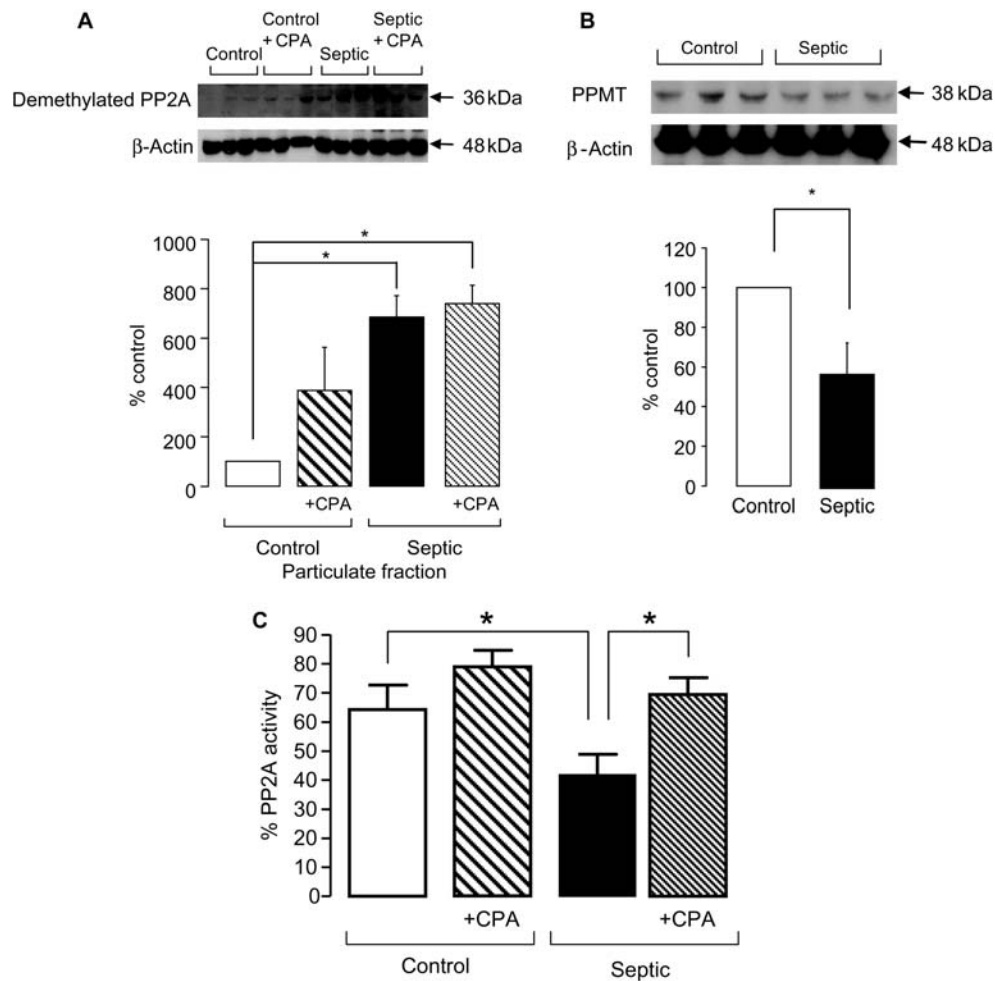 A
Control
Control
+ CPA
Septic
Septic
+ CPA
Demethylated PP2A
36 kDa
β-Actin
48 kDa
*
*
1000
800
600
400
200
0
% control
+CPA
+CPA
Control
Septic
Particulate fraction
B
Control
Septic
PPMT
38 kDa
β-Actin
48 kDa
*
120
100
80
60
40
20
0
% control
Control
Septic
C
*
*
90
80
70
60
50
40
30
20
10
0
% PP2A activity
+CPA
+CPA
Control
Septic